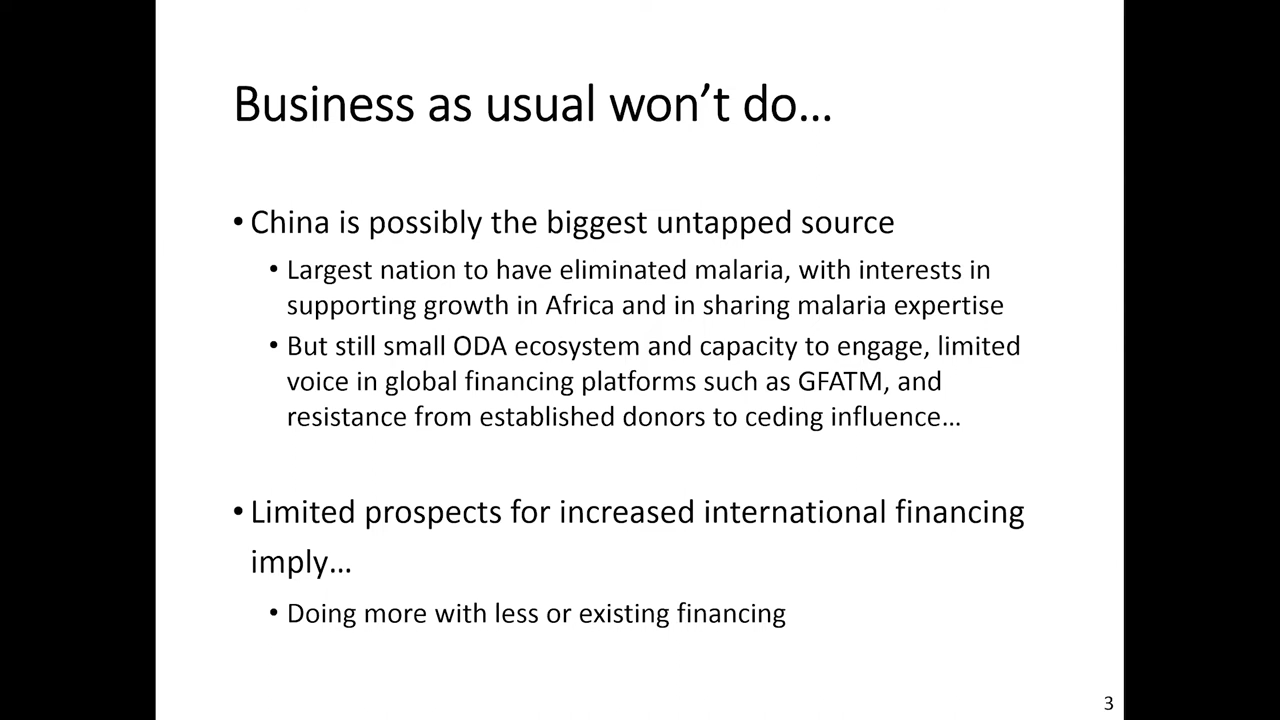 Business as usual won’t do…
• China is possibly the biggest untapped source
• Largest nation to have eliminated malaria, with interests in
supporting growth in Africa and in sharing malaria expertise
• But still small ODA ecosystem and capacity to engage, limited
voice in global financing platforms such as GFATM, and
resistance from established donors to ceding influence…
• Limited prospects for increased international financing
imply…
• Doing more with less or existing financing
3